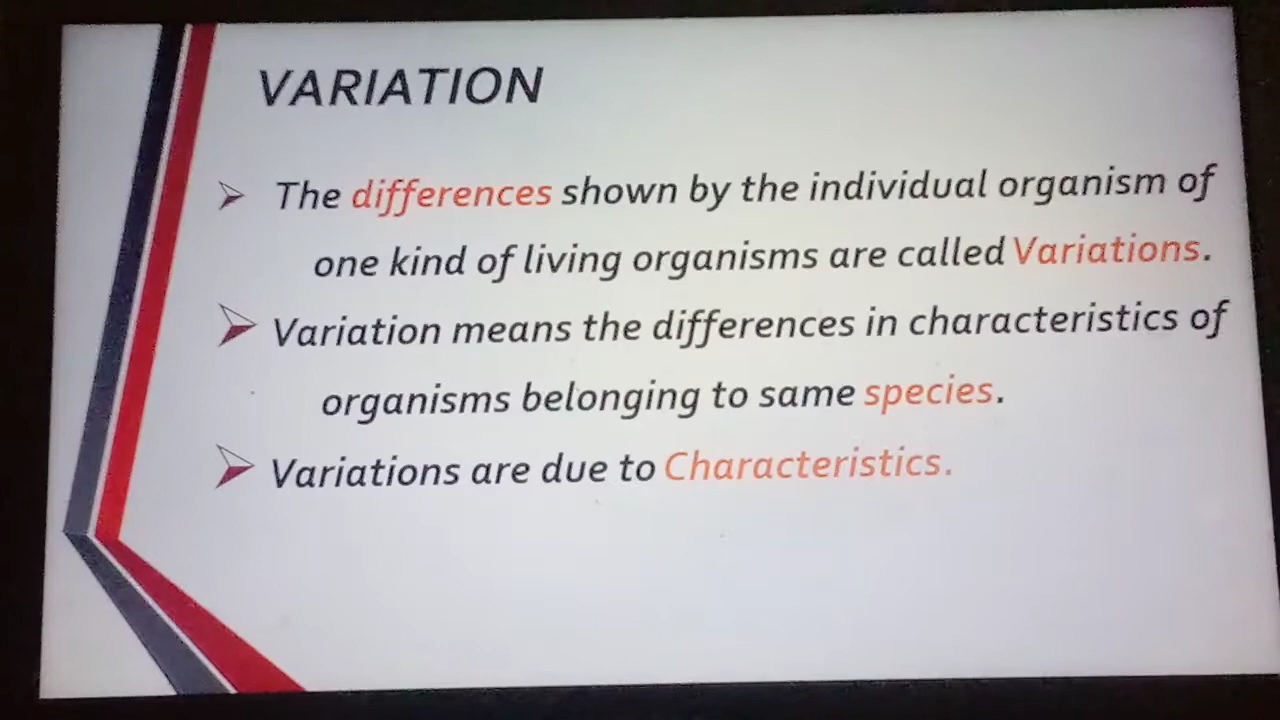 VARIATION
The differences shown by the individual organism of
one kind of living organisms are called Variations.
Variation means the differences in characteristics of
organisms belonging to same species.
Variations are due to Characteristics.